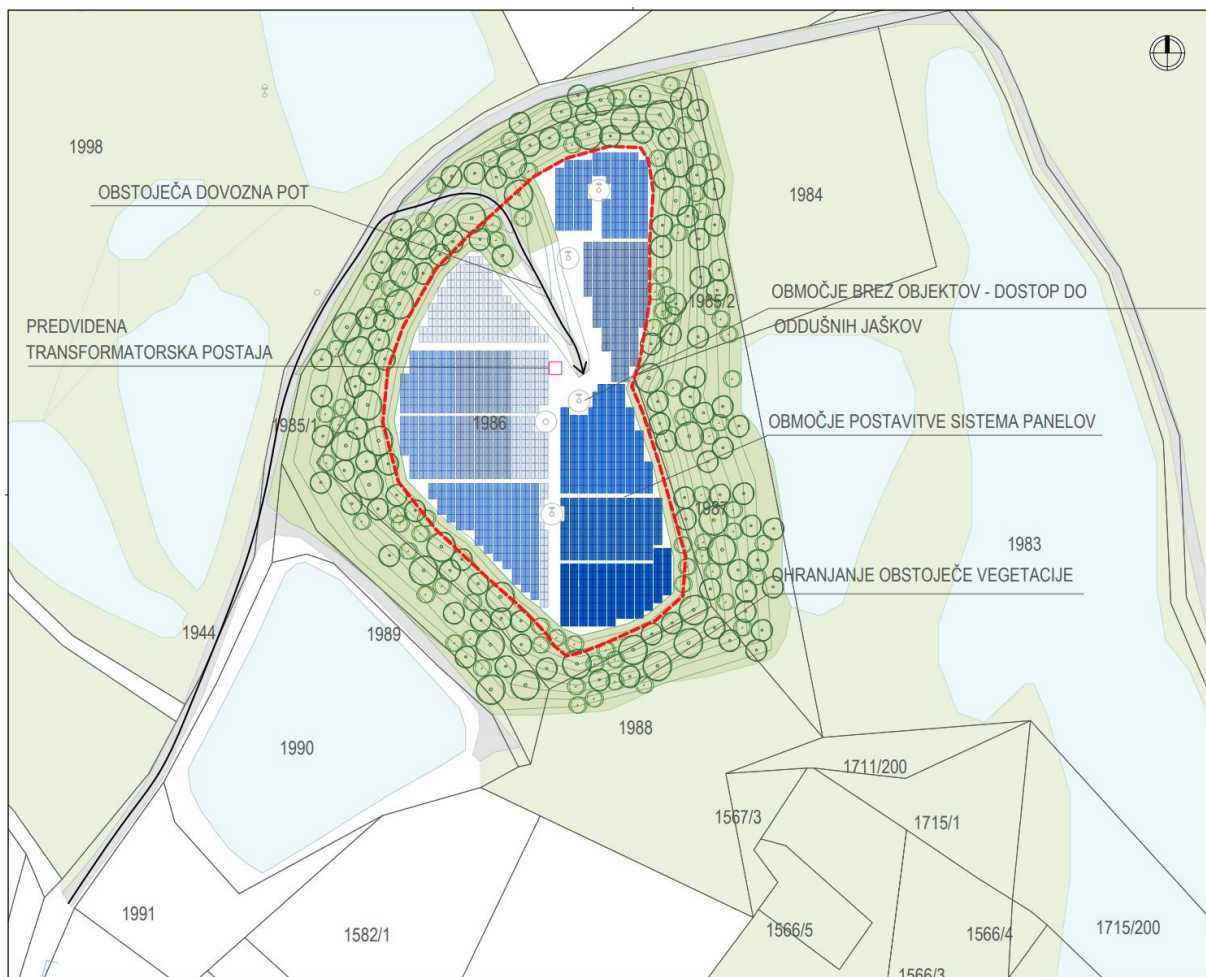 1998
OBSTOJEČA DOVOZNA POT
1984
PREDVIDENA
TRANSFORMATORSKA POSTAJA
OBMOČJE BREZ OBJEKTOV - DOSTOP DO
ODDUŠNIH JAŠKOV
1985/2
1985/1
1986
OBMOČJE POSTAVITVE SISTEMA PANELOV
1987
1983
OHRANJANJE OBSTOJEČE VEGETACIJE
1944
1989
1990
1988
1711/200
1567/3
1715/1
1991
1582/1
1566/5
1566/4
1715/200
1566/3